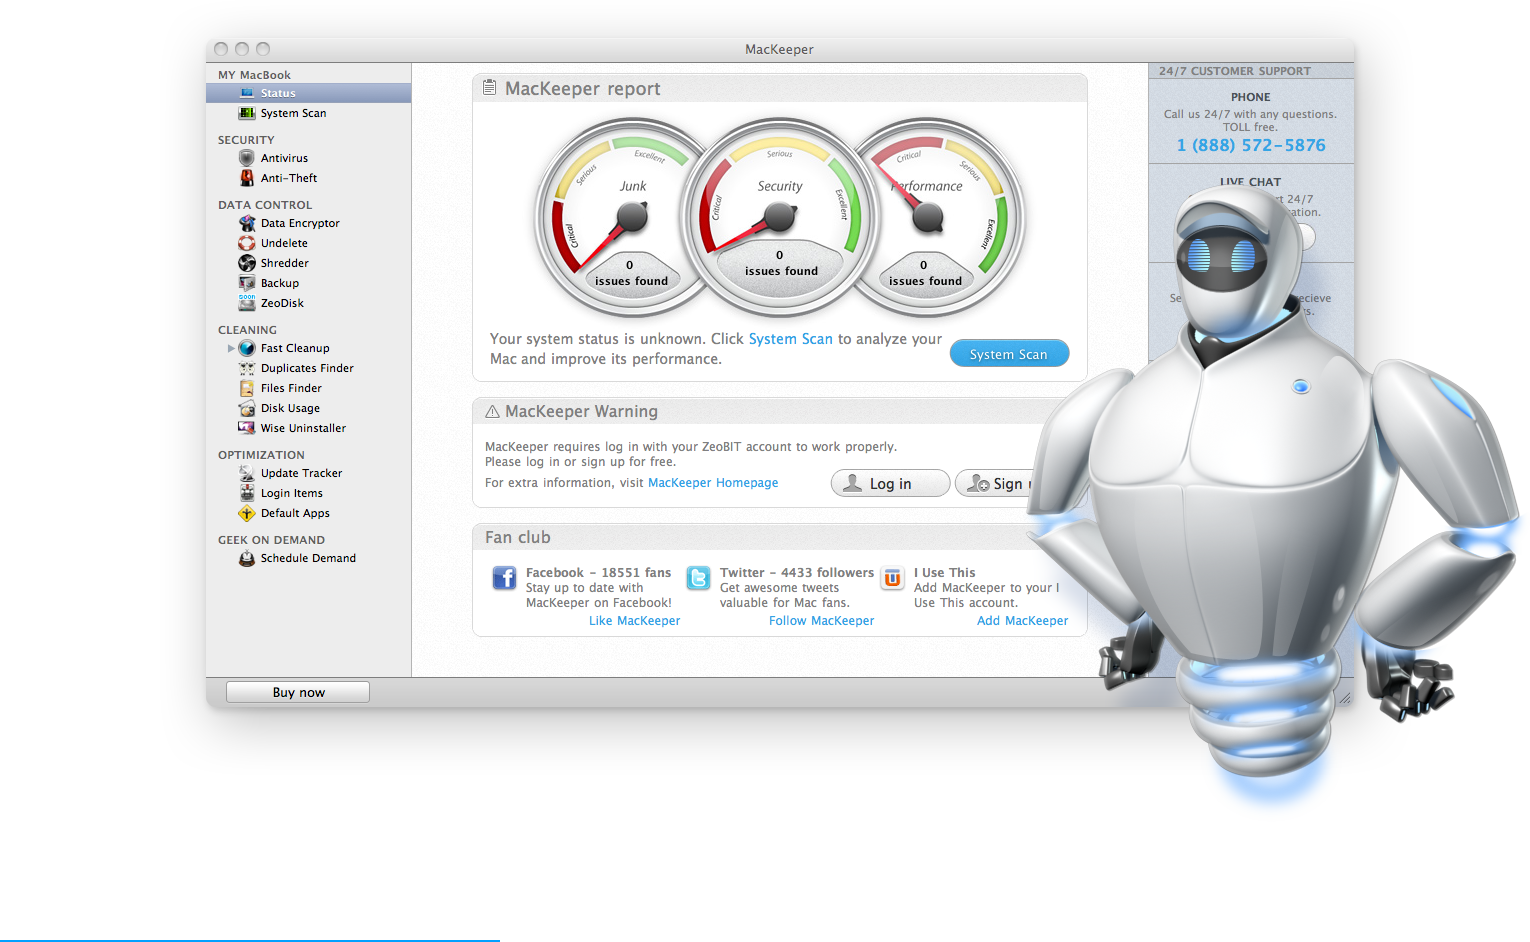 MacKeeper
MY MacBook
Status
System Scan
SECURITY
Antivirus
Anti-Theft
DATA CONTROL
Data Encryptor
Undelete
Shredder
Backup
soon
ZeoDisk
CLEANING
Fast Cleanup
Duplicates Finder
Files Finder
Disk Usage
Wise Uninstaller
OPTIMIZATION
Update Tracker
Login Items
Default Apps
GEEK ON DEMAND
Schedule Demand
Buy now
MacKeeper report
Critical
Serious
Excellent
Junk
0
issues found
Critical
Serious
Excellent
Security
0
issues found
Critical
Serious
Excellent
Performance
0
issues found
Your system status is unknown. Click System Scan to analyze your
Mac and improve its performance.
System Scan
MacKeeper Warning
MacKeeper requires log in with your ZeoBIT account to work properly.
Please log in or sign up for free.
For extra information, visit MacKeeper Homepage
Log in
Sign
Fan club
Facebook – 18551 fans
Stay up to date with
MacKeeper on Facebook!
Like MacKeeper
Twitter – 4433 followers
Get awesome tweets
valuable for Mac fans.
Follow MacKeeper
I Use This
Add MacKeeper to your I
Use This account.
Add MacKeeper
24/7 CUSTOMER SUPPORT
PHONE
Call us 24/7 with any questions.
TOLL free.
1 (888) 572-5876
LIVE CHAT
24/7